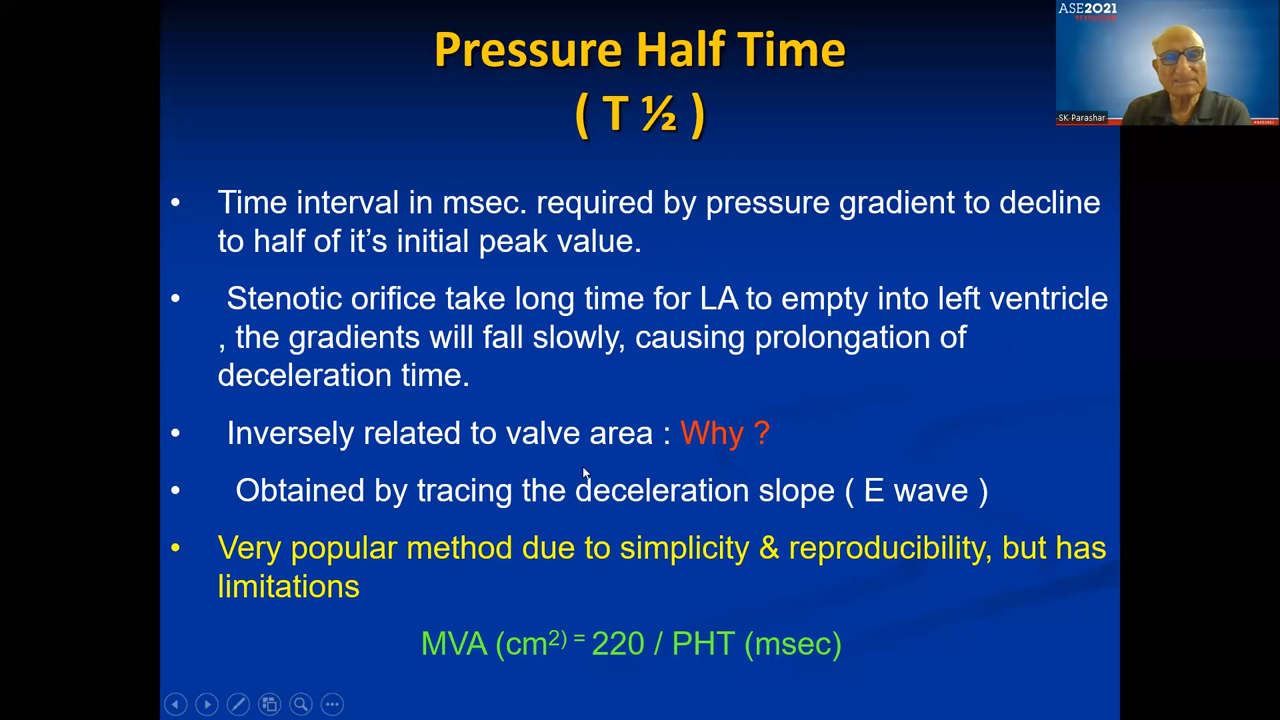 Pressure Half Time
( T ½ )
ASE2021
SK Parashar
• Time interval in msec. required by pressure gradient to decline
to half of it’s initial peak value.
• Stenotic orifice take long time for LA to empty into left ventricle
, the gradients will fall slowly, causing prolongation of
deceleration time.
• Inversely related to valve area : Why ?
• Obtained by tracing the deceleration slope ( E wave )
• Very popular method due to simplicity & reproducibility, but has
limitations
MVA (cm²⁾ ⁼ 220 / PHT (msec)